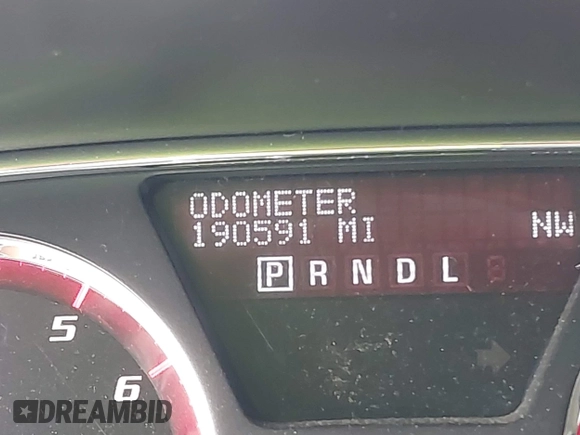 ODOMETER
190591 MI NW
P R N D L
5
6
DREAMBID